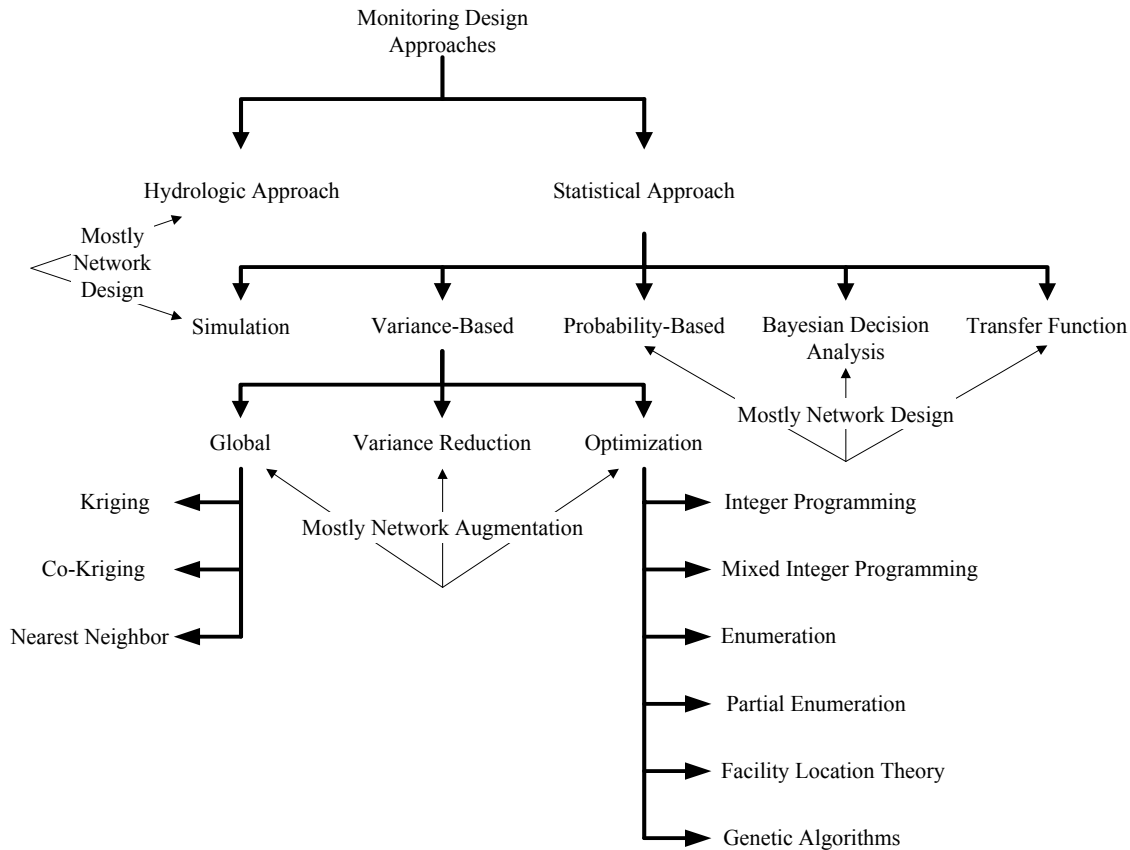 Monitoring Design
Approaches
Hydrologic Approach
Statistical Approach
Mostly
Network
Design
Simulation
Variance-Based
Probability-Based
Bayesian Decision
Analysis
Transfer Function
Mostly Network Design
Global
Variance Reduction
Optimization
Kriging
Mostly Network Augmentation
Integer Programming
Co-Kriging
Mixed Integer Programming
Nearest Neighbor
Enumeration
Partial Enumeration
Facility Location Theory
Genetic Algorithms